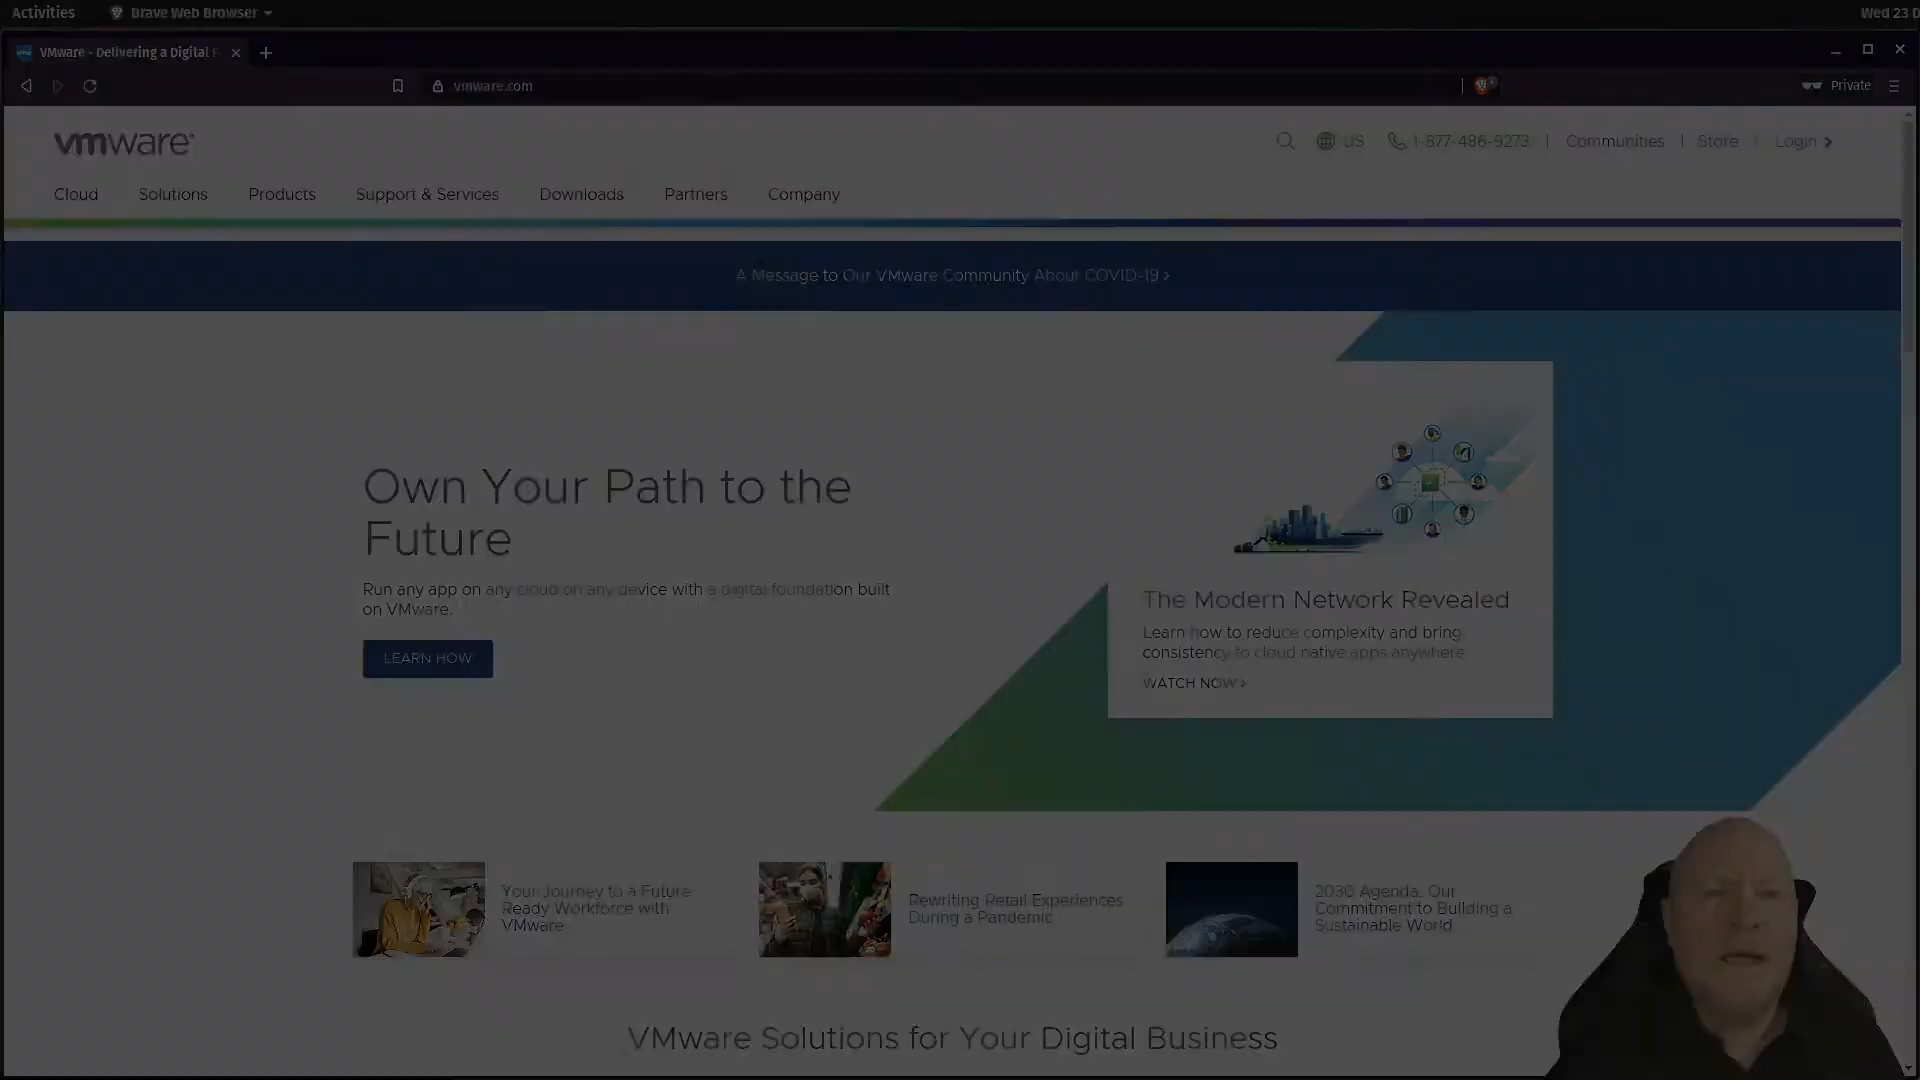 Activities
Brave Web Browser
Wed 23 D
VMware - Delivering a Digital F
vmware.com
Private
vmware
US
1-877-486-9273
Communities
Store
Login
Cloud
Solutions
Products
Support & Services
Downloads
Partners
Company
A Message to Our VMware Community About COVID-19 >
Own Your Path to the
Future
Run any app on any cloud on any device with a digital foundation built
on VMware.
LEARN HOW
The Modern Network Revealed
Learn how to reduce complexity and bring
consistency to cloud native apps anywhere
WATCH NOW >
Your Journey to a Future
Ready Workforce with
VMware
Rewriting Retail Experiences
During a Pandemic
2030 Agenda. Our
Commitment to Building a
Sustainable World
VMware Solutions for Your Digital Business